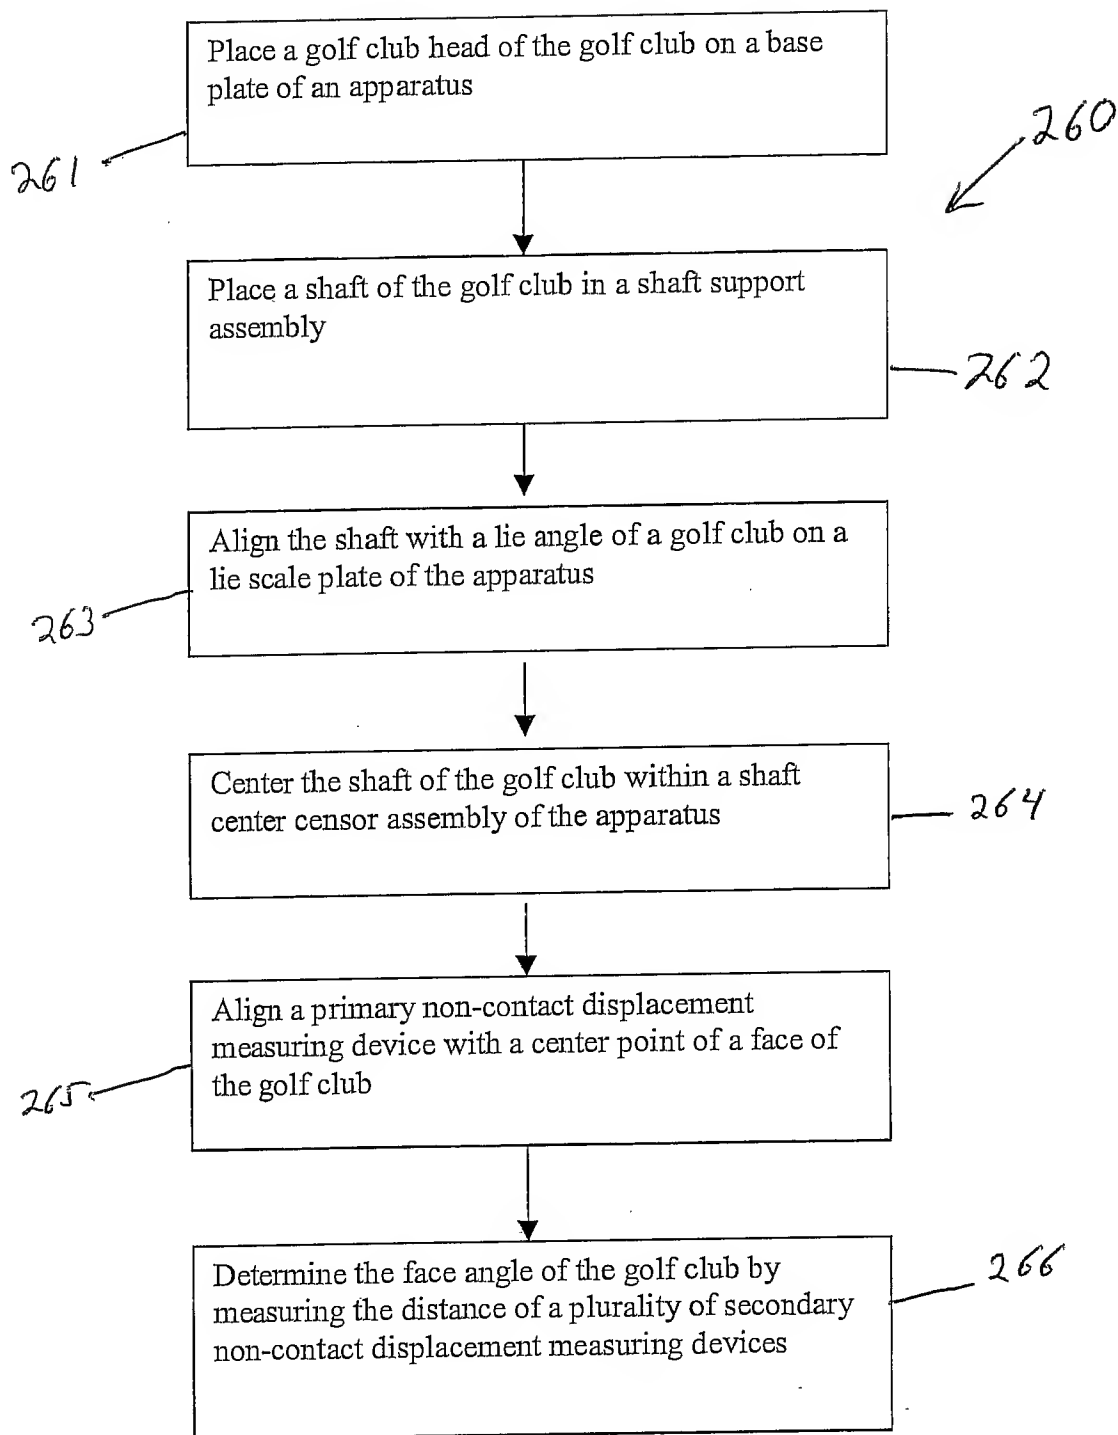 Place a golf club head of the golf club on a base
plate of an apparatus
261
260
Place a shaft of the golf club in a shaft support
assembly
262
Align the shaft with a lie angle of a golf club on a
lie scale plate of the apparatus
263
Center the shaft of the golf club within a shaft
center censor assembly of the apparatus
264
Align a primary non-contact displacement
measuring device with a center point of a face of
the golf club
265
Determine the face angle of the golf club by
measuring the distance of a plurality of secondary
non-contact displacement measuring devices
266